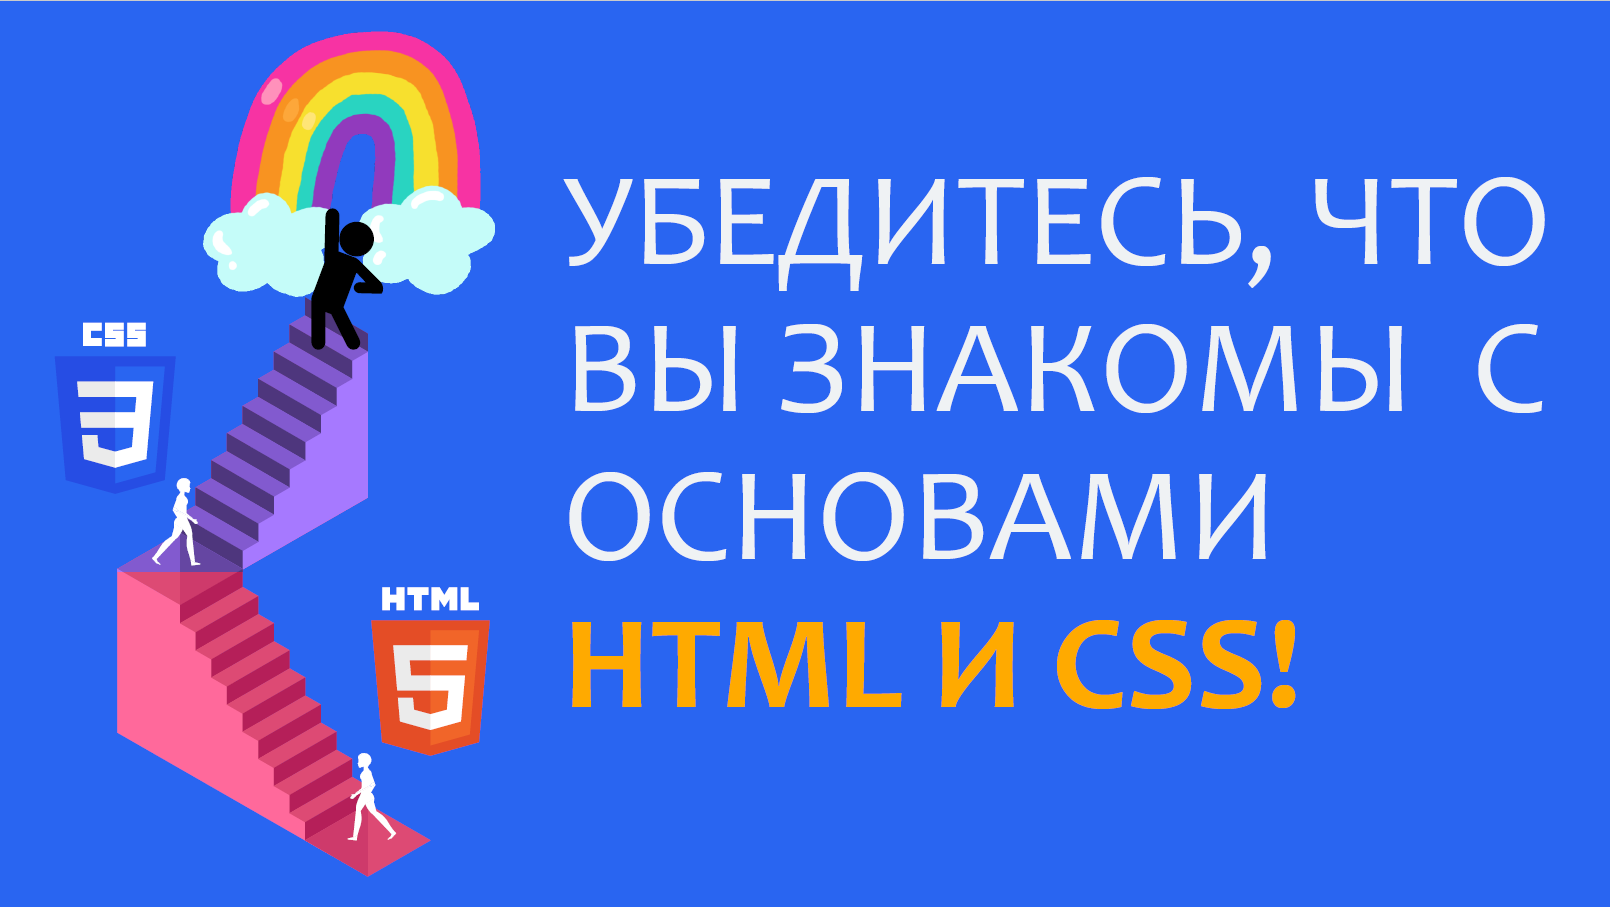 CSS
HTML
УБЕДИТЕСЬ, ЧТО
ВЫ ЗНАКОМЫ С
ОСНОВАМИ
HTML И CSS!